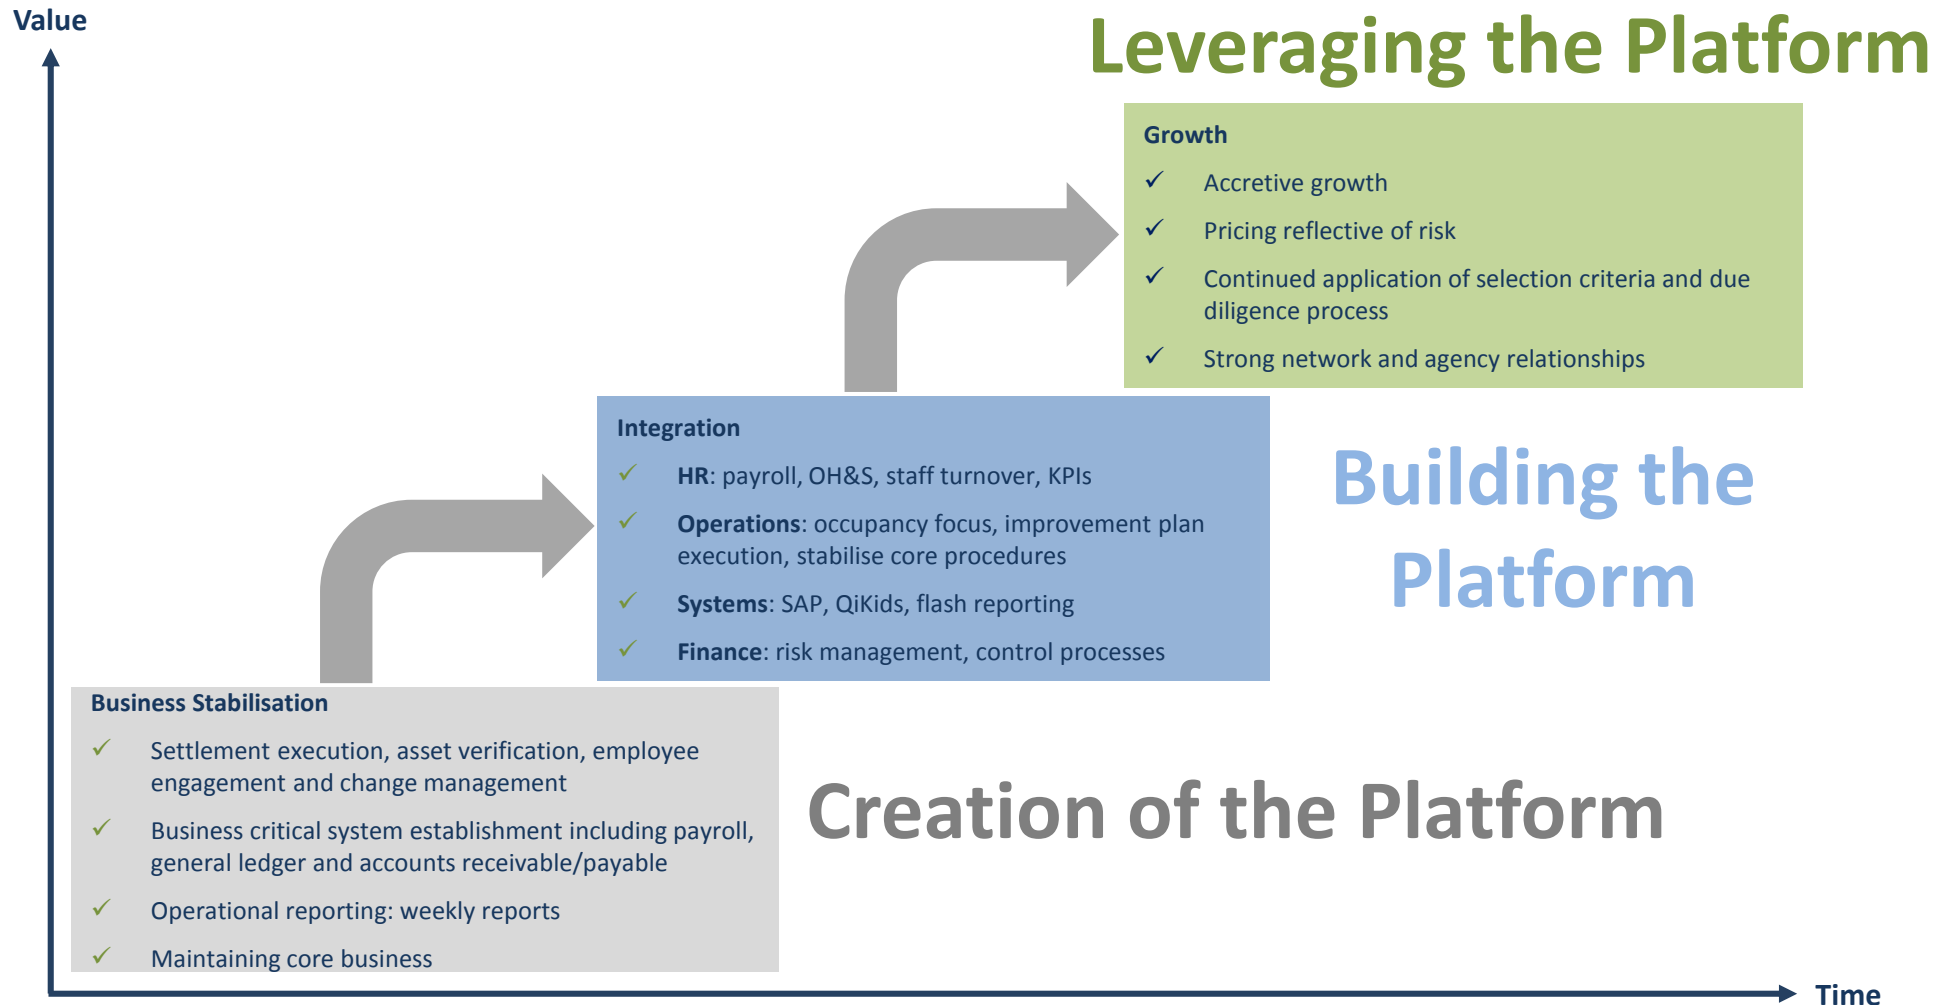 Value
Leveraging the Platform
Growth
✓ Accretive growth
✓ Pricing reflective of risk
✓ Continued application of selection criteria and due
diligence process
✓ Strong network and agency relationships
Integration
✓ HR: payroll, OH&S, staff turnover, KPIs
✓ Operations: occupancy focus, improvement plan
execution, stabilise core procedures
✓ Systems: SAP, QiKids, flash reporting
✓ Finance: risk management, control processes
Building the
Platform
Business Stabilisation
✓ Settlement execution, asset verification, employee
engagement and change management
✓ Business critical system establishment including payroll,
general ledger and accounts receivable/payable
✓ Operational reporting: weekly reports
✓ Maintaining core business
Creation of the Platform
Time